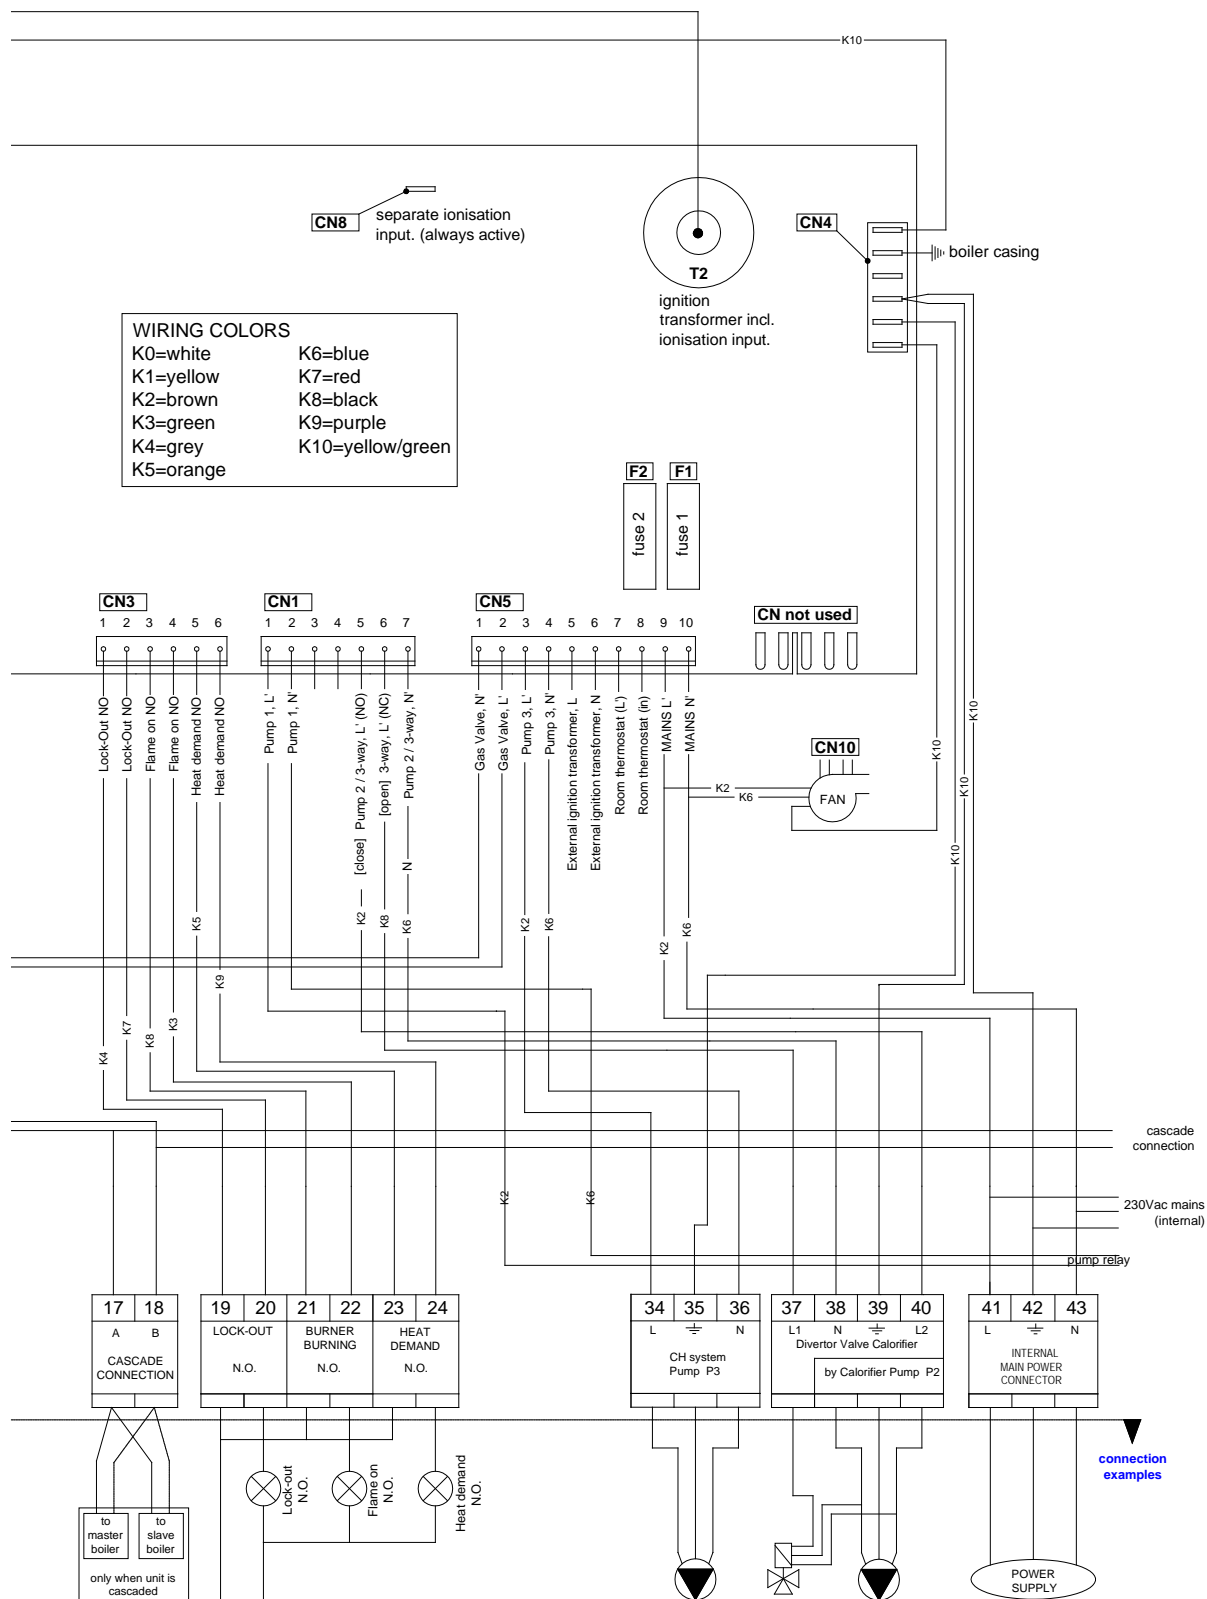 K10
CN8
separate ionisation
input. (always active)
CN4
boiler casing
T2
ignition
transformer incl.
ionisation input.
WIRING COLORS
K0=white
K6=blue
K1=yellow
K7=red
K2=brown
K8=black
K3=green
K9=purple
K4=grey
K10=yellow/green
K5=orange
F2
F1
fuse 2
fuse 1
CN3
CN1
CN5
CN not used
1 2 3 4 5 6
1 2 3 4 5 6 7
1 2 3 4 5 6 7 8 9 10
Lock-Out NO
Lock-Out NO
Flame on NO
Flame on NO
Heat demand NO
Heat demand NO
Pump 1, L'
Pump 1, N'
[close] Pump 2 / 3-way, L' (NO)
[open] 3-way, L' (NC)
N Pump 2 / 3-way, N'
Gas Valve, N'
Gas Valve, L'
Pump 3, L'
Pump 3, N'
External ignition transformer, L
External ignition transformer, N
Room thermostat (L')
Room thermostat (in)
MAINS L'
MAINS N'
CN10
FAN
K2
K6
K10
K10
K10
K10
K5
K2
K8
K6
K2
K6
K2
K6
K9
K4
K7
K8
K3
K2
K6
cascade
connection
230Vac mains
(internal)
pump relay
17 18
A B
CASCADE
CONNECTION
19 20 21 22 23 24
LOCK-OUT
N.O.
BURNER
BURNING
N.O.
HEAT
DEMAND
N.O.
34 35 36
L N
CH system
Pump P3
37 38 39 40
L1 N L2
Divertor Valve Calorifier
by Calorifier Pump P2
41 42 43
L N
INTERNAL
MAIN POWER
CONNECTOR
connection
examples
Lock-out
N.O.
Flame on
N.O.
Heat demand
N.O.
to
master
boiler
to
slave
boiler
only when unit is
cascaded
POWER
SUPPLY